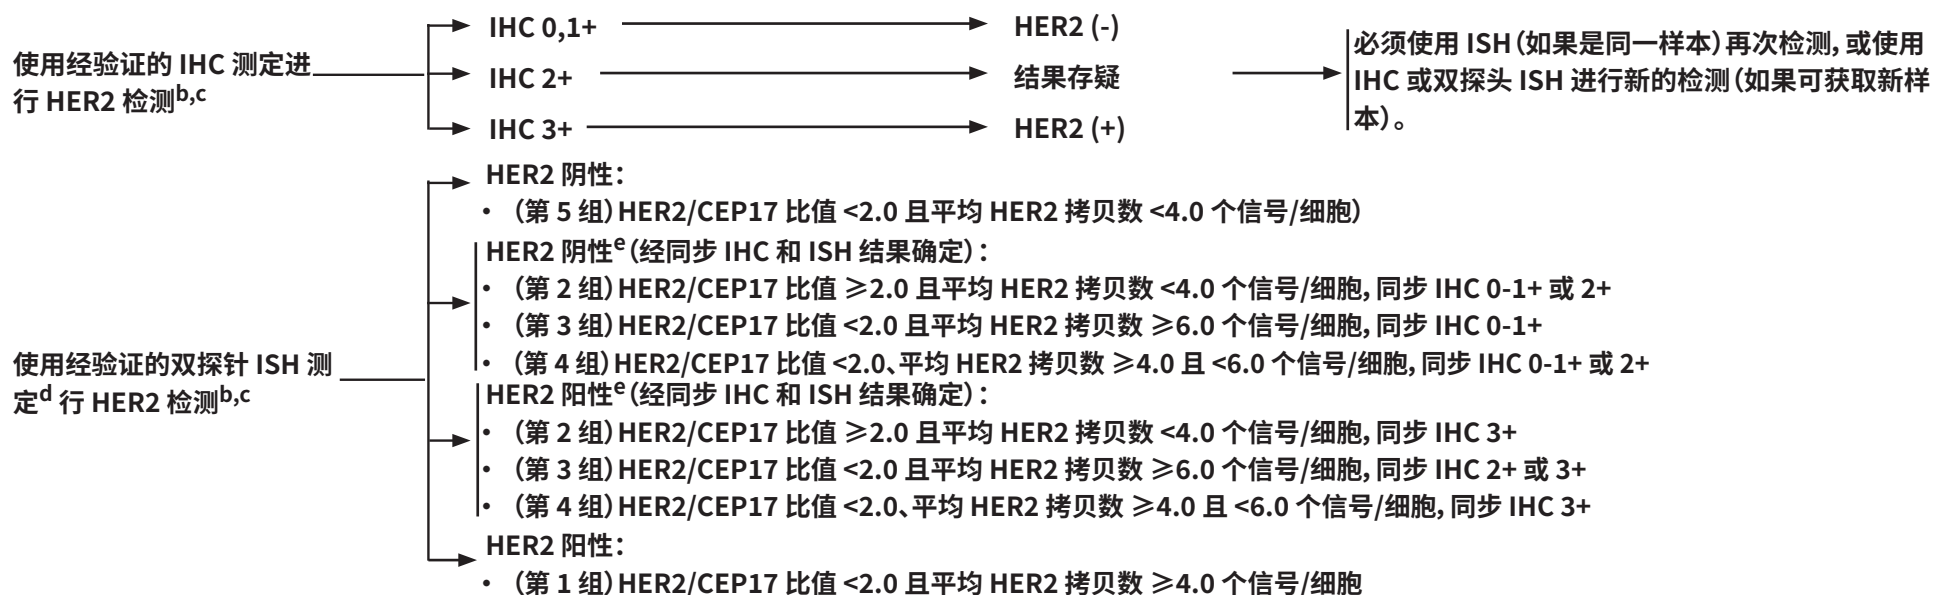 使用经验证的 IHC 测定进
行 HER2 检测b,c
IHC 0,1+
HER2 (-)
IHC 2+
结果存疑
IHC 3+
HER2 (+)
必须使用 ISH（如果是同一样本）再次检测，或使用
IHC 或双探头 ISH 进行新的检测（如果可获取新样
本）。
使用经验证的双探针 ISH 测
定d 行 HER2 检测b,c
HER2 阴性：
• （第 5 组）HER2/CEP17 比值 <2.0 且平均 HER2 拷贝数 <4.0 个信号/细胞）
HER2 阴性e（经同步 IHC 和 ISH 结果确定）：
• （第 2 组）HER2/CEP17 比值 ≥2.0 且平均 HER2 拷贝数 <4.0 个信号/细胞，同步 IHC 0-1+ 或 2+
• （第 3 组）HER2/CEP17 比值 <2.0 且平均 HER2 拷贝数 ≥6.0 个信号/细胞，同步 IHC 0-1+
• （第 4 组）HER2/CEP17 比值 <2.0、平均 HER2 拷贝数 ≥4.0 且 <6.0 个信号/细胞，同步 IHC 0-1+ 或 2+
HER2 阳性e（经同步 IHC 和 ISH 结果确定）：
• （第 2 组）HER2/CEP17 比值 ≥2.0 且平均 HER2 拷贝数 <4.0 个信号/细胞，同步 IHC 3+
• （第 3 组）HER2/CEP17 比值 <2.0 且平均 HER2 拷贝数 ≥6.0 个信号/细胞，同步 IHC 2+ 或 3+
• （第 4 组）HER2/CEP17 比值 <2.0、平均 HER2 拷贝数 ≥4.0 且 <6.0 个信号/细胞，同步 IHC 3+
HER2 阳性：
• （第 1 组）HER2/CEP17 比值 <2.0 且平均 HER2 拷贝数 ≥4.0 个信号/细胞